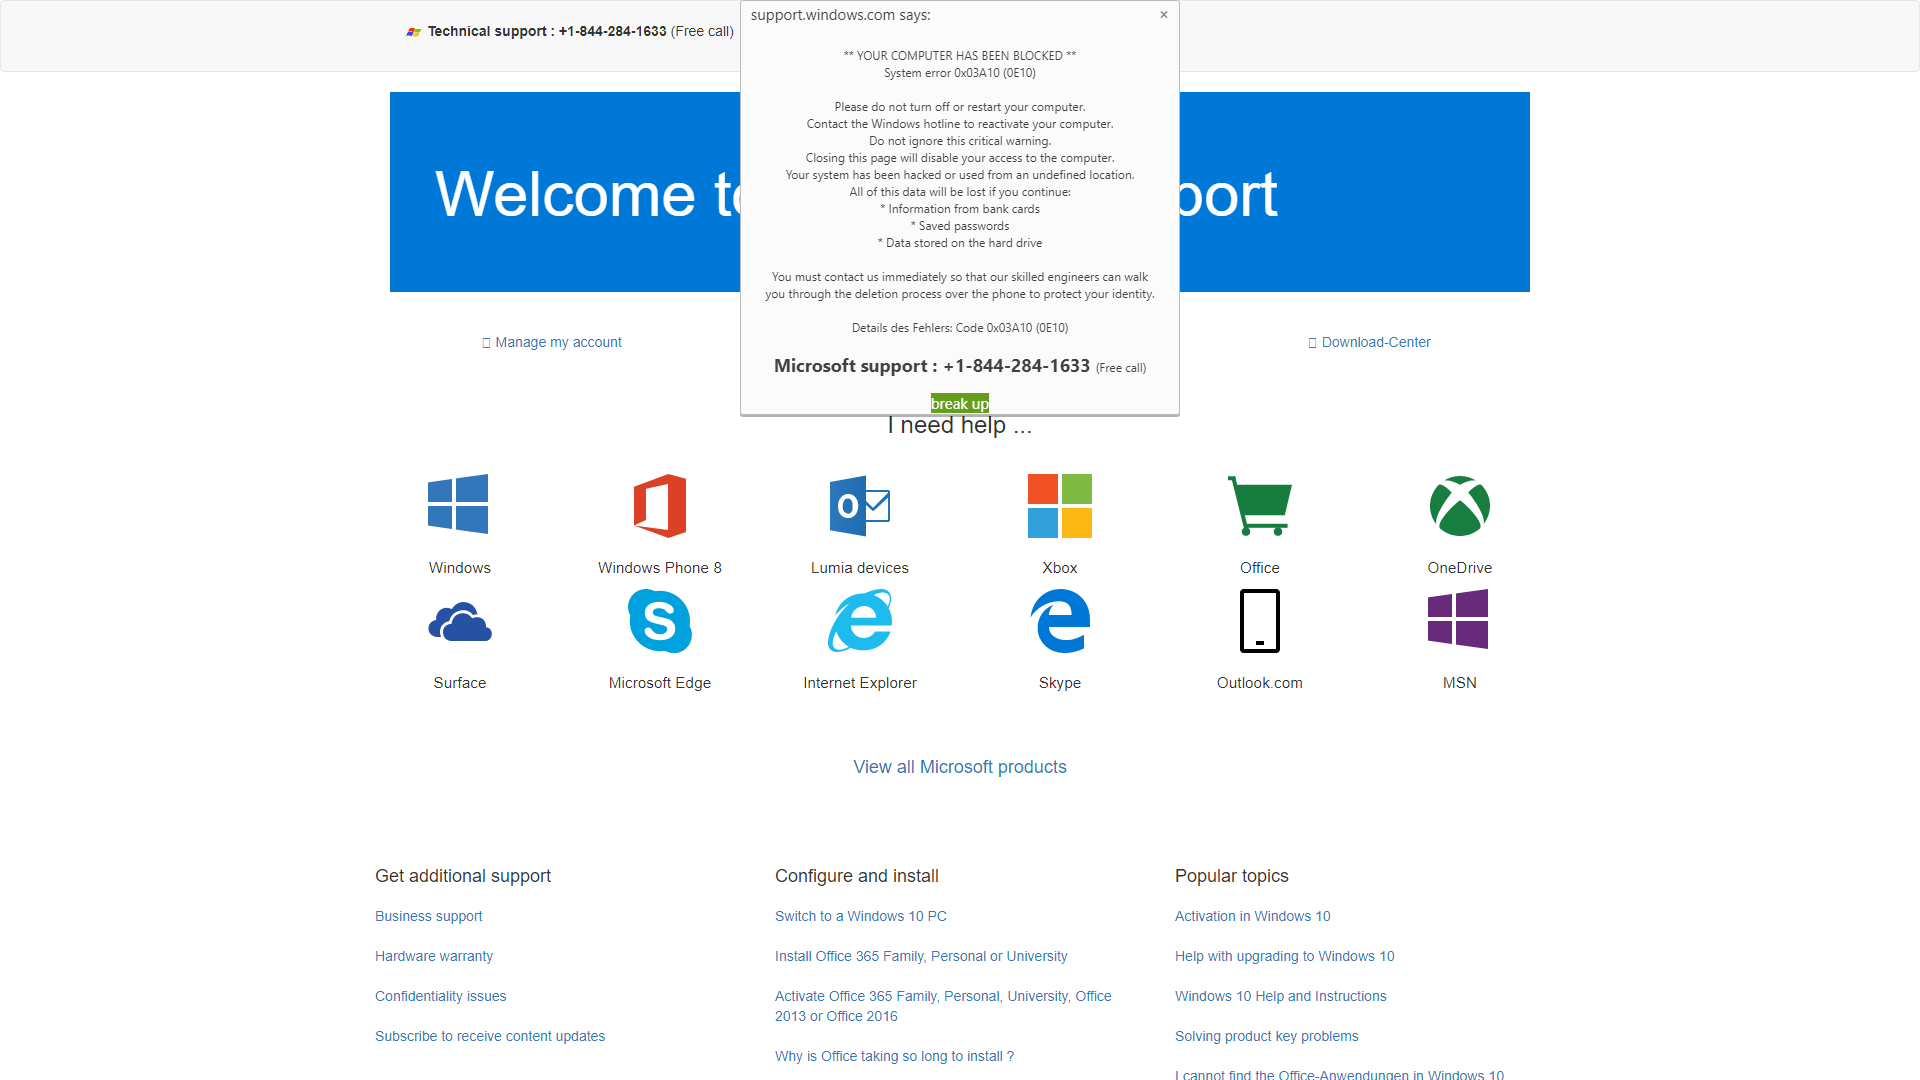 Technical support : +1-844-284-1633 (Free call)
support.windows.com says:
×
** YOUR COMPUTER HAS BEEN BLOCKED **
System error 0x03A10 (0E10)
Please do not turn off or restart your computer.
Contact the Windows hotline to reactivate your computer.
Do not ignore this critical warning.
Closing this page will disable your access to the computer.
Your system has been hacked or used from an undefined location.
All of this data will be lost if you continue:
* Information from bank cards
* Saved passwords
* Data stored on the hard drive
You must contact us immediately so that our skilled engineers can walk
you through the deletion process over the phone to protect your identity.
Details des Fehlers: Code 0x03A10 (0E10)
Microsoft support : +1-844-284-1633 (Free call)
break up
Welcome
Manage my account
Download-Center
I need help ...
Windows
Windows Phone 8
Lumia devices
Xbox
Office
OneDrive
Surface
Microsoft Edge
Internet Explorer
Skype
Outlook.com
MSN
View all Microsoft products
Get additional support
Business support
Hardware warranty
Confidentiality issues
Subscribe to receive content updates
Configure and install
Switch to a Windows 10 PC
Install Office 365 Family, Personal or University
Activate Office 365 Family, Personal, University, Office
2013 or Office 2016
Why is Office taking so long to install ?
Popular topics
Activation in Windows 10
Help with upgrading to Windows 10
Windows 10 Help and Instructions
Solving product key problems
I cannot find the Office-Anwendungen in Windows 10